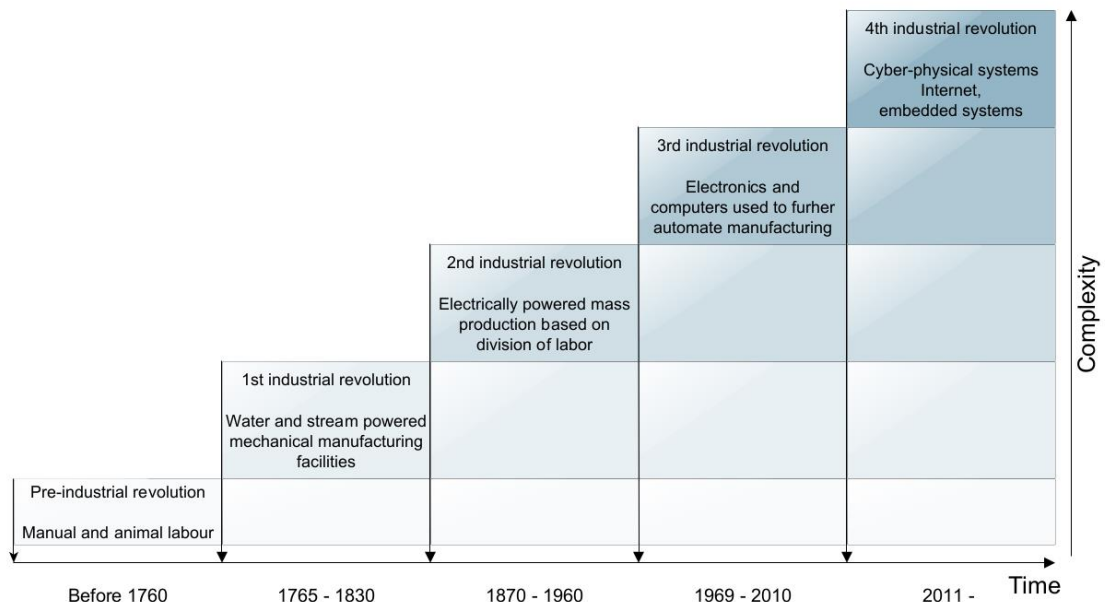 4th industrial revolution
Cyber-physical systems
Internet,
embedded systems
3rd industrial revolution
Electronics and
computers used to furher
automate manufacturing
2nd industrial revolution
Electrically powered mass
production based on
division of labor
1st industrial revolution
Water and stream powered
mechanical manufacturing
facilities
Pre-industrial revolution
Manual and animal labour
Complexity
Before 1760
1765 - 1830
1870 - 1960
1969 - 2010
2011 -
Time